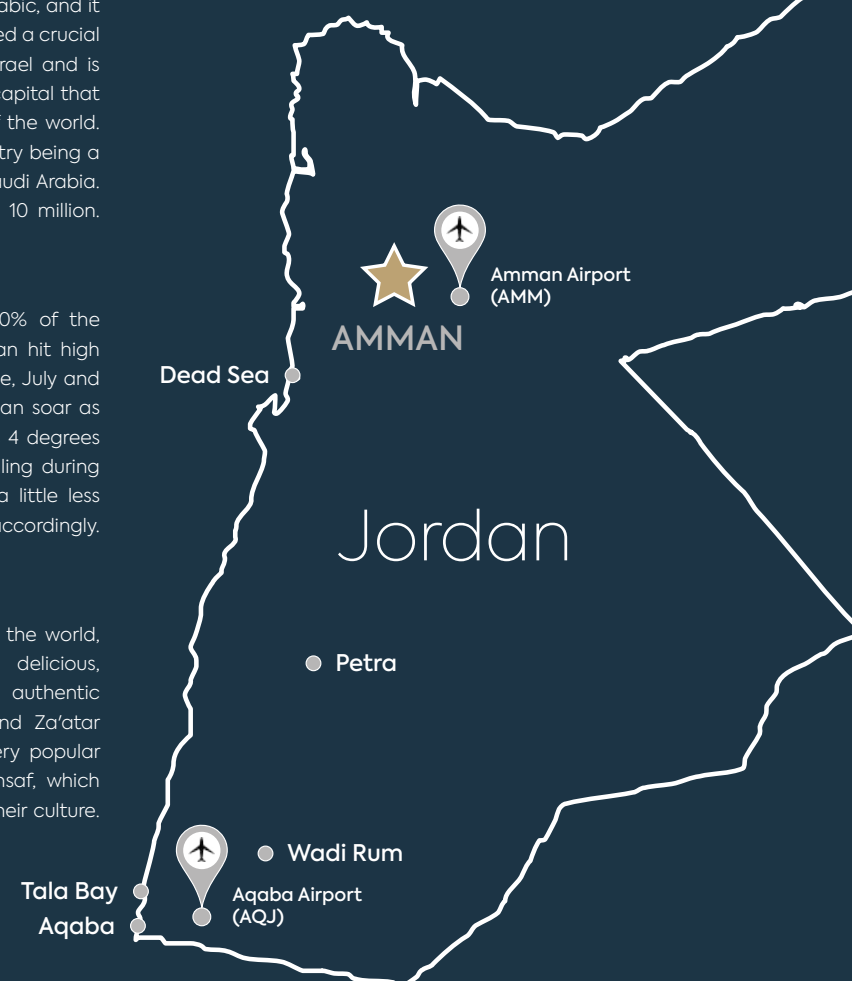 abic, and it
ed a crucial
rael and is
capital that
the world.
try being a
audi Arabia.
10 million.
0% of the
an hit high
e, July and
an soar as
4 degrees
ling during
a little less
accordingly.
the world,
delicious,
authentic
nd Za'atar
ery popular
nsaf, which
heir culture.
Amman Airport
(AMM)
AMMAN
Dead Sea
Jordan
Petra
Wadi Rum
Tala Bay
Aqaba Airport
(AQJ)
Aqaba